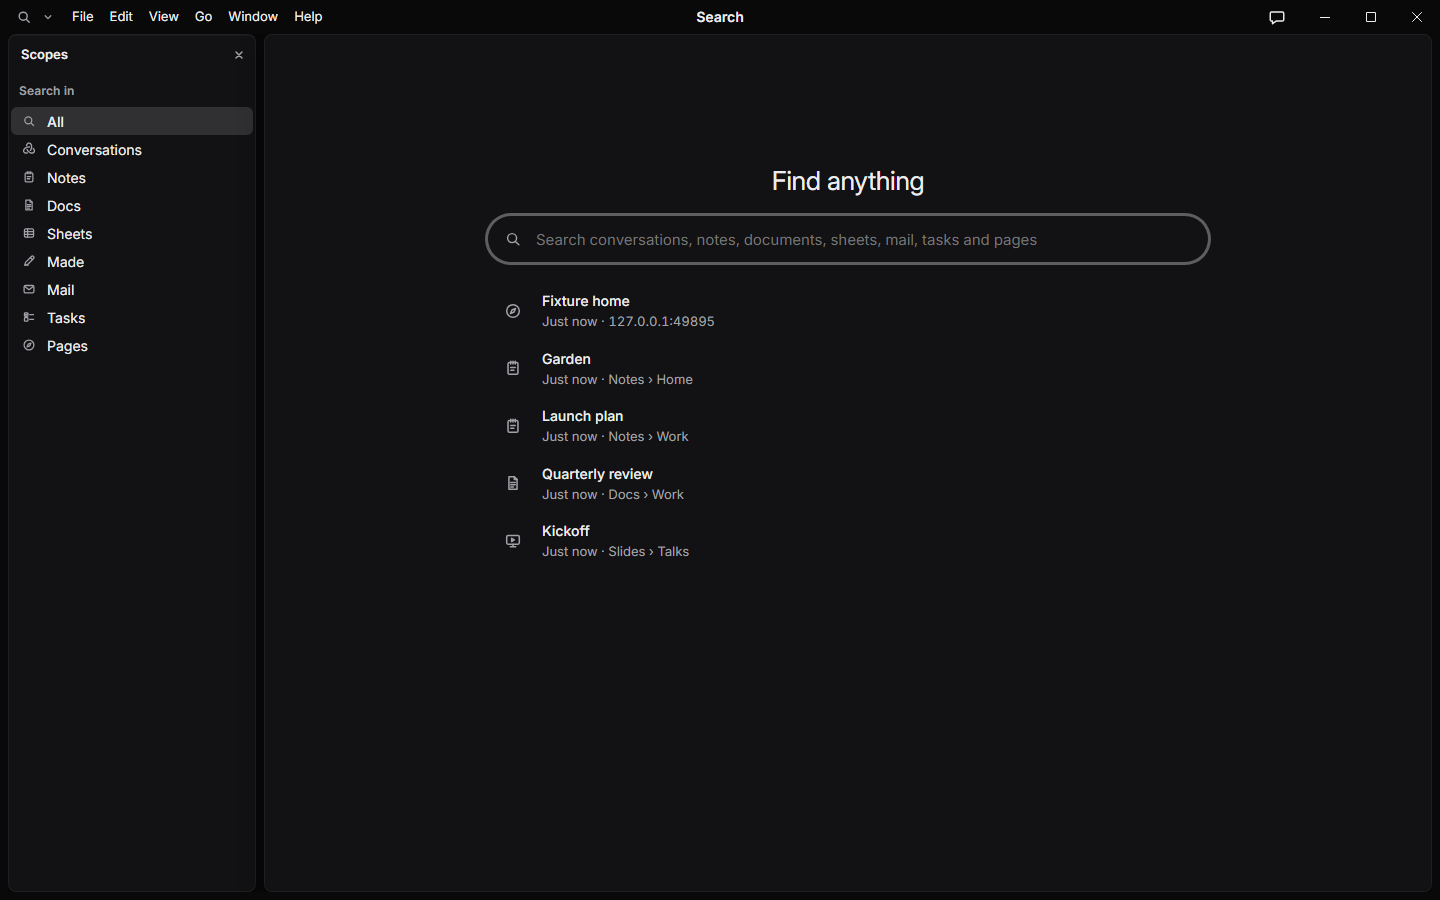 File Edit View Go Window Help
Search
Scopes
Search in
All
Conversations
Notes
Docs
Sheets
Made
Mail
Tasks
Pages
Find anything
Search conversations, notes, documents, sheets, mail, tasks and pages
Fixture home
Just now · 127.0.0.1:49895
Garden
Just now · Notes › Home
Launch plan
Just now · Notes › Work
Quarterly review
Just now · Docs › Work
Kickoff
Just now · Slides › Talks